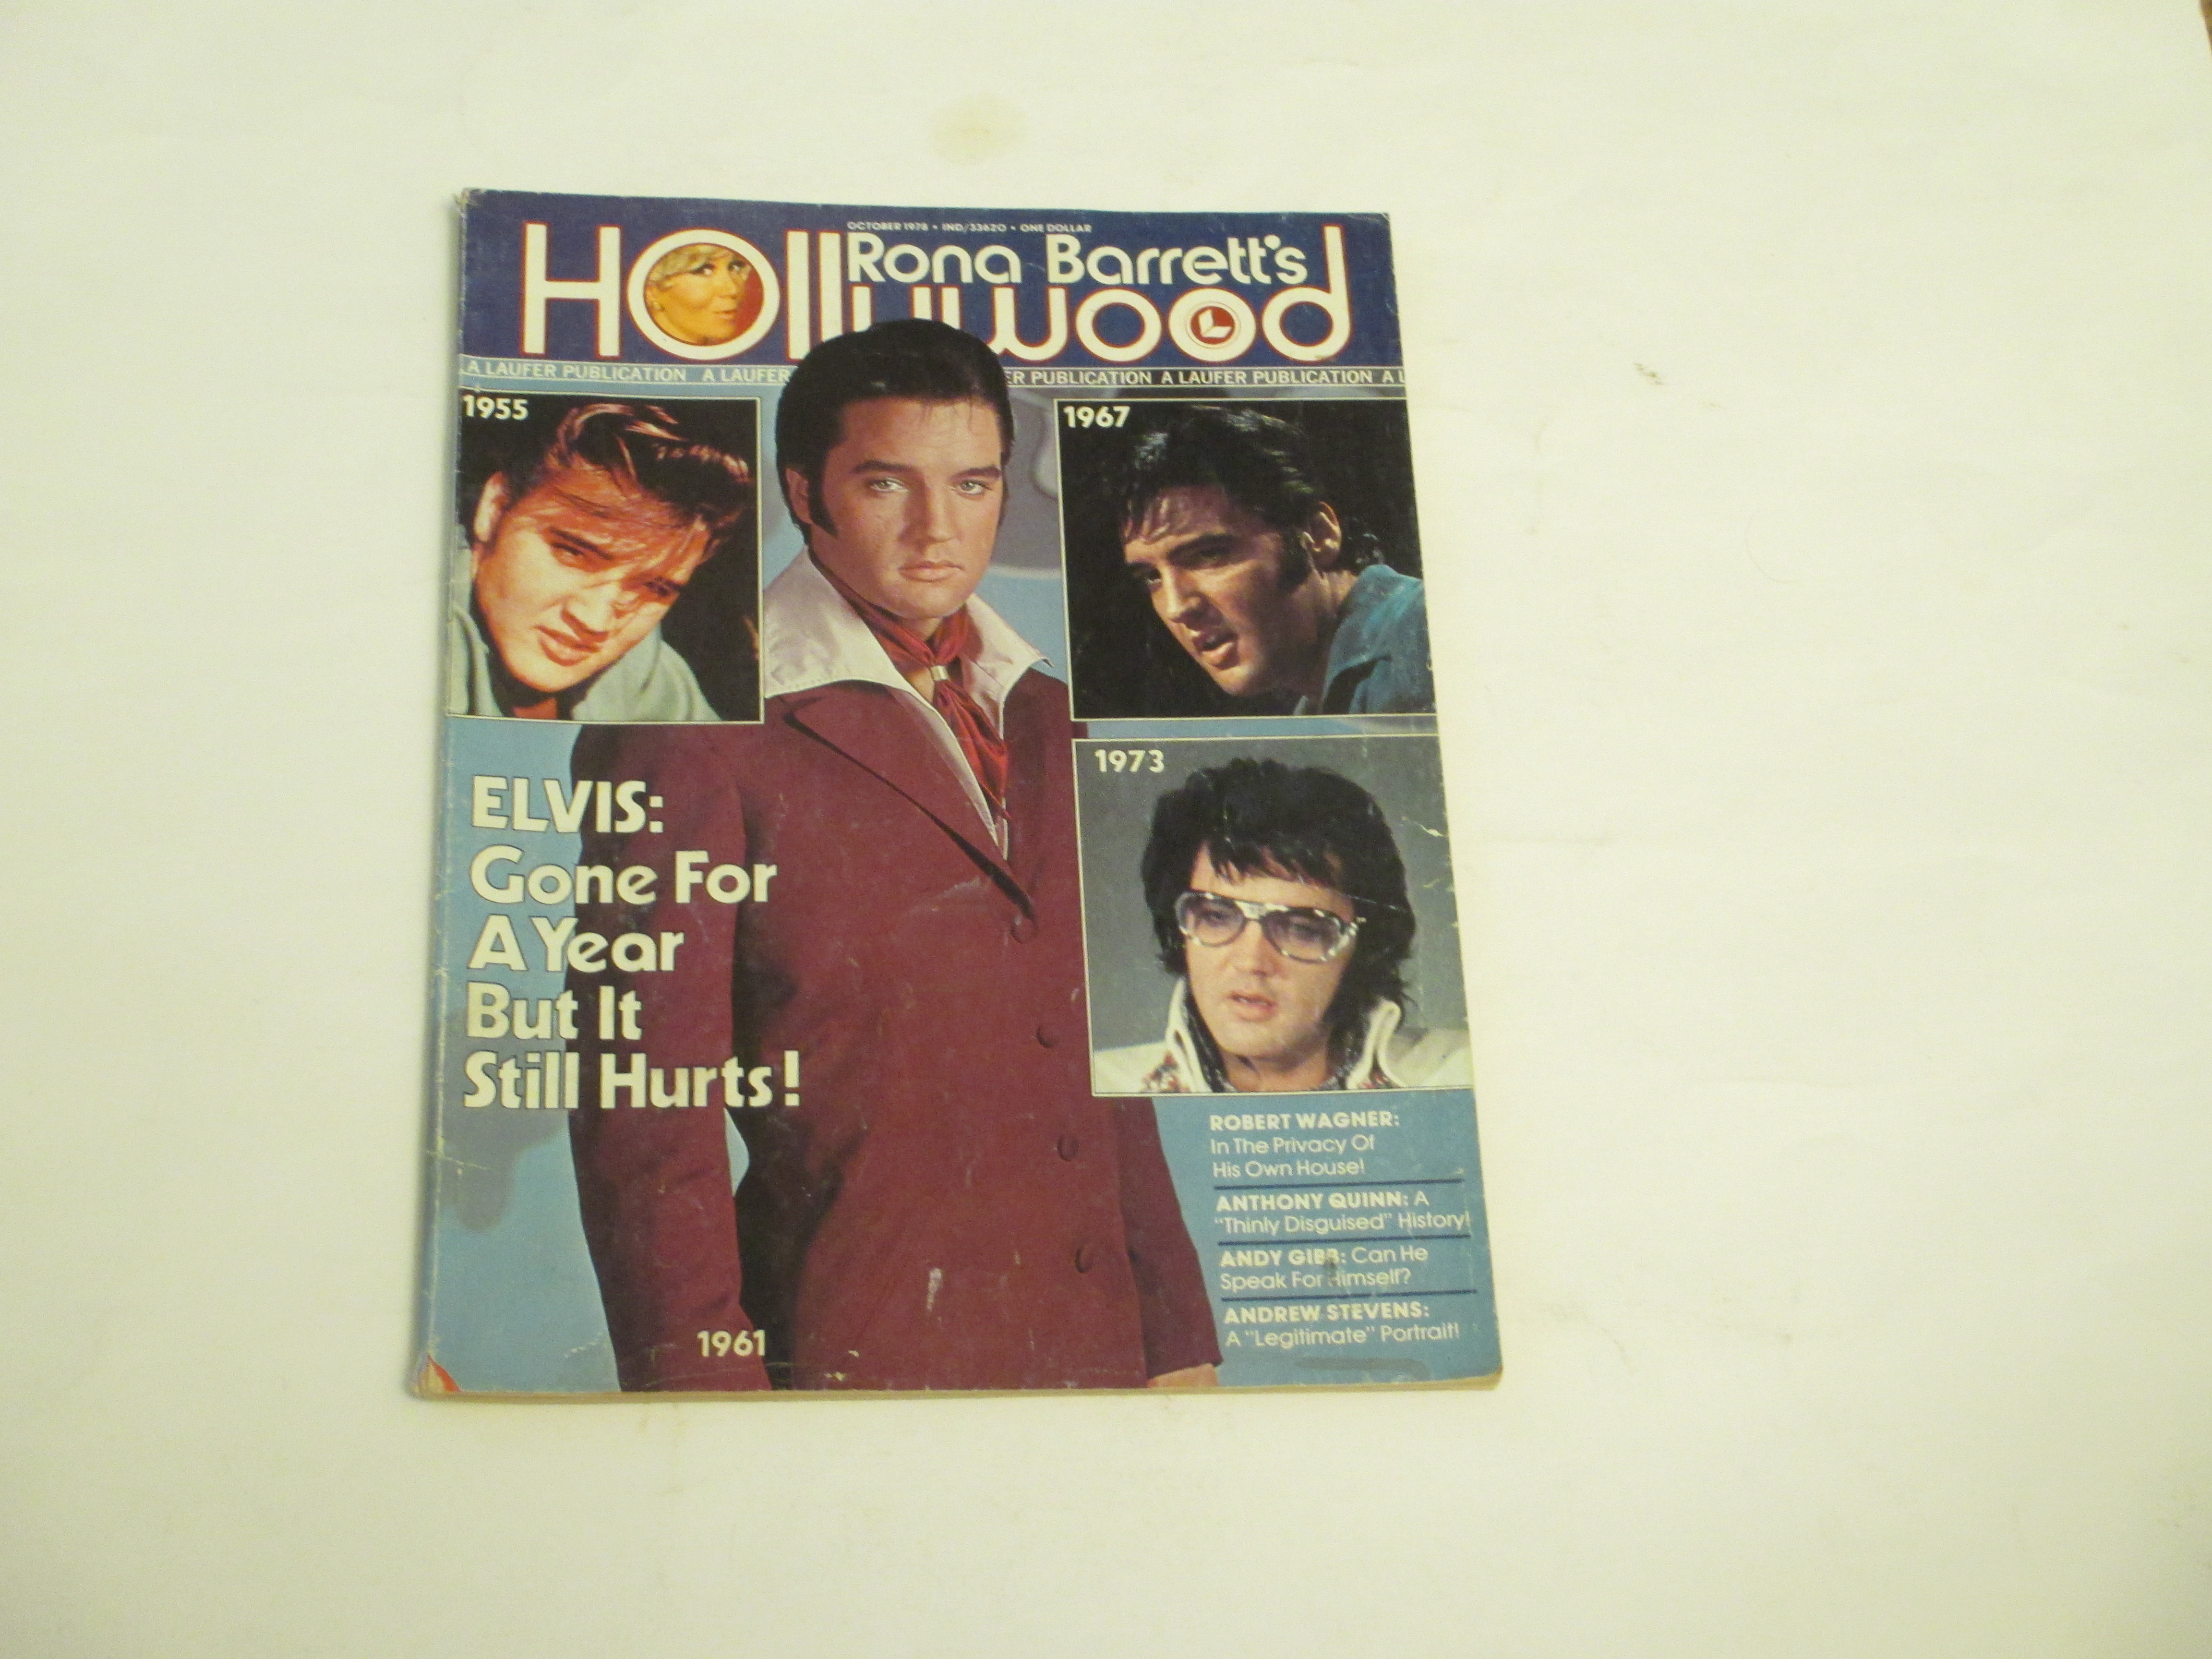 OCTOBER 1978 • IND/33620 • ONE DOLLAR
Rona Barrett's
Hollywood
A LAUFER PUBLICATION A LAUFER ER PUBLICATION A LAUFER PUBLICATION A L
1955
1967
1973
ELVIS:
Gone For
A Year
But It
Still Hurts!
ROBERT WAGNER:
In The Privacy Of
His Own House!
ANTHONY QUINN: A
"Thinly Disguised" History!
ANDY GIBB: Can He
Speak For Himself?
ANDREW STEVENS:
A "Legitimate" Portrait!
1961